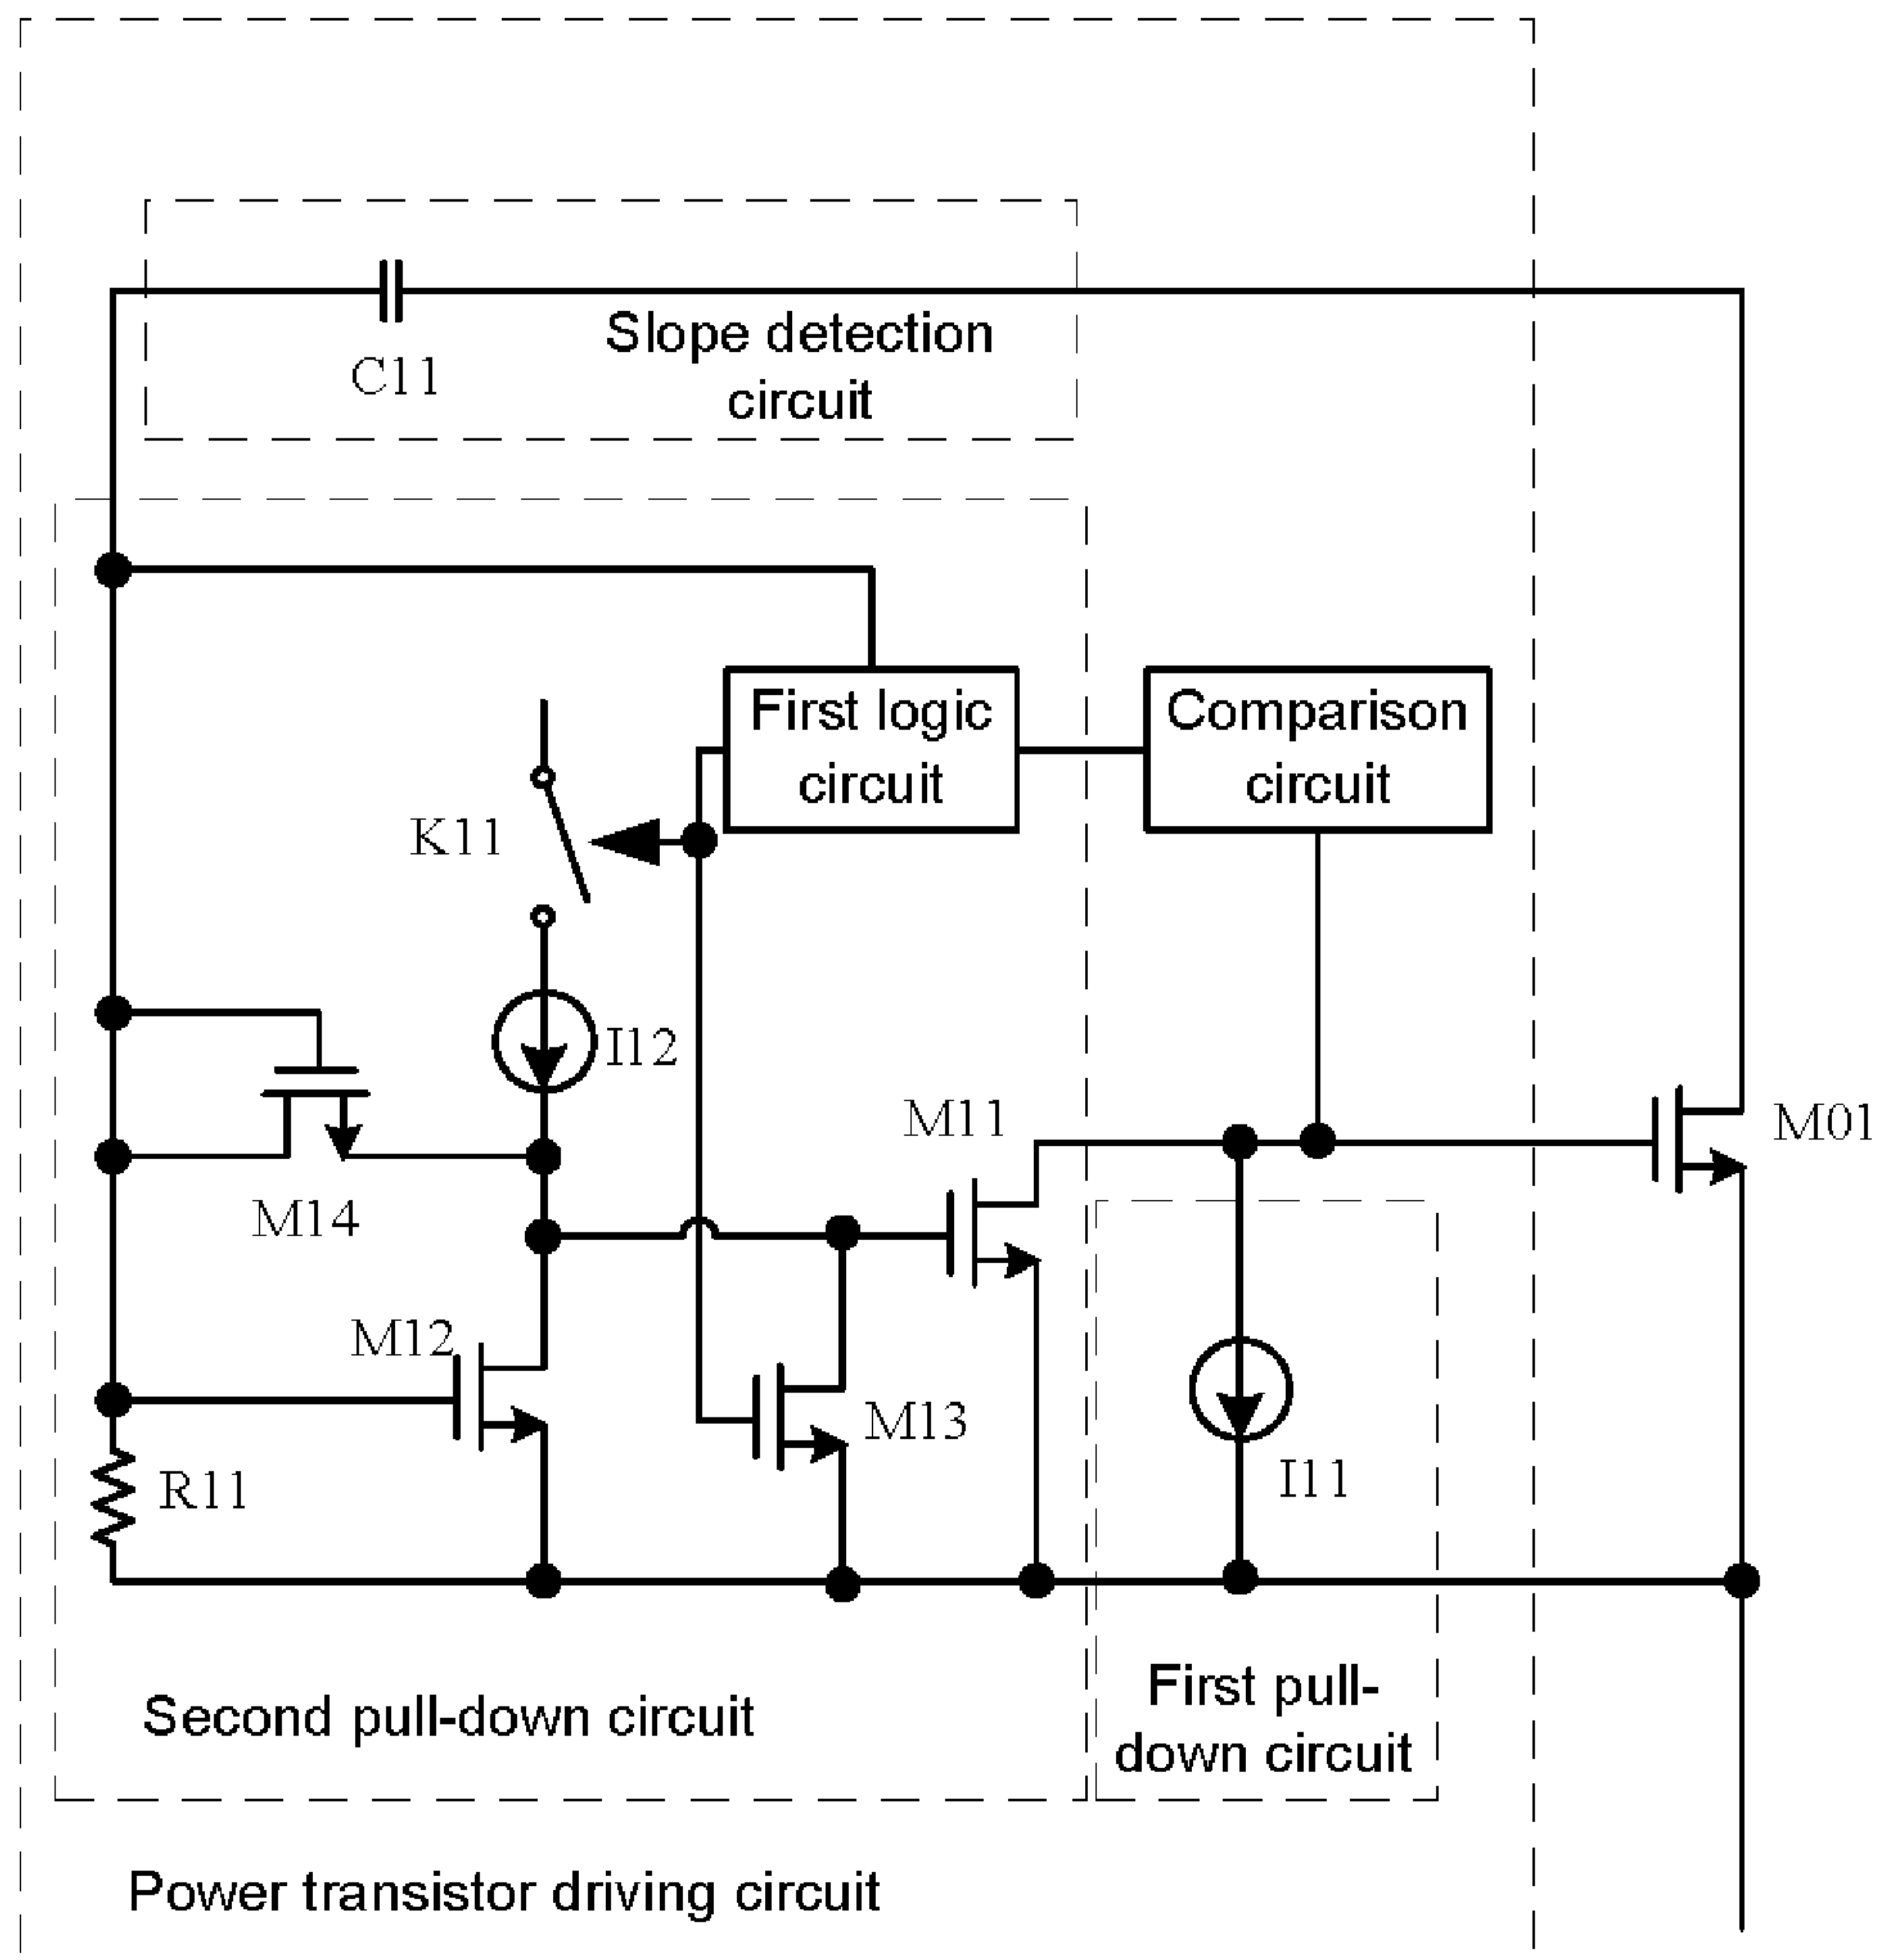 Slope detection
circuit
C11
First logic
circuit
Comparison
circuit
K11
I12
M11
M01
M14
M12
M13
R11
I11
First pull-
down circuit
Second pull-down circuit
Power transistor driving circuit